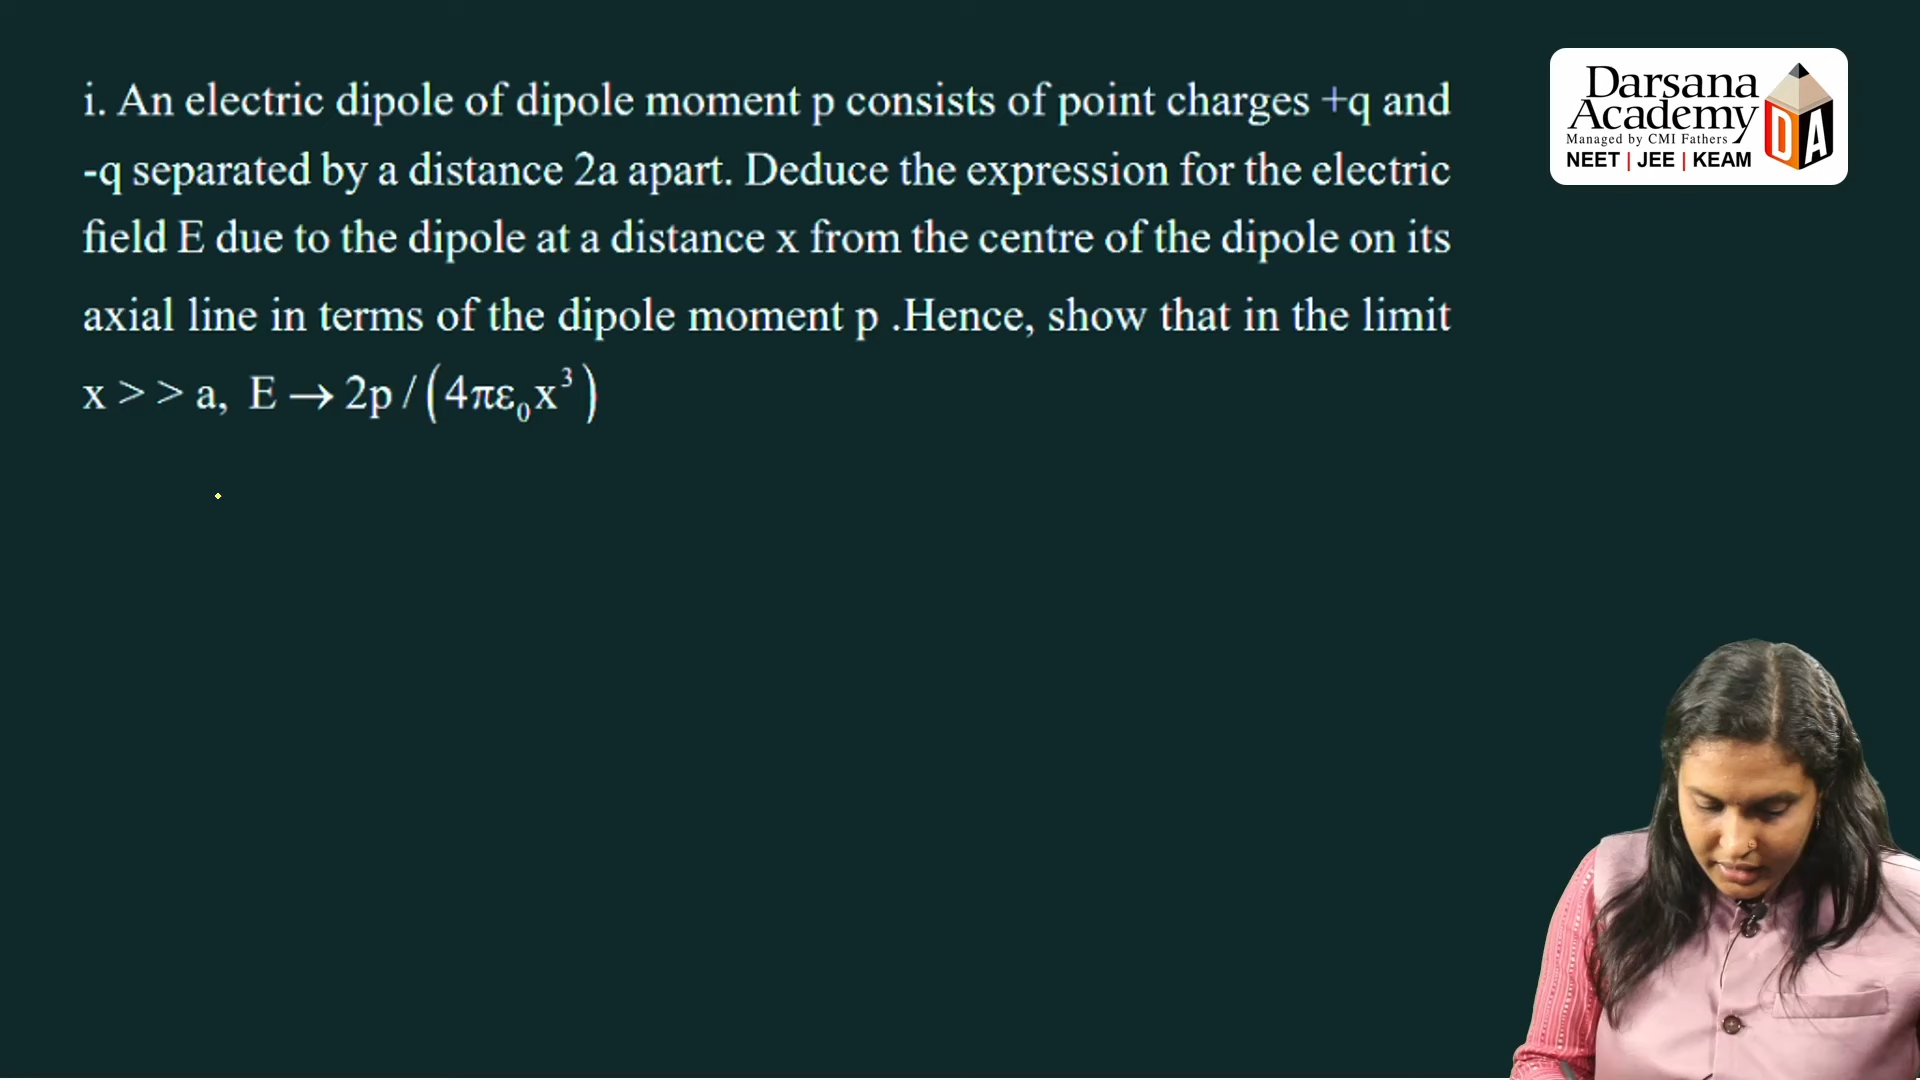 i. An electric dipole of dipole moment p consists of point charges +q and
-q separated by a distance 2a apart. Deduce the expression for the electric
field E due to the dipole at a distance x from the centre of the dipole on its
axial line in terms of the dipole moment p .Hence, show that in the limit
x > > a, E → 2p / (4πε₀x³)
Darsana
Academy
Managed by CMI Fathers
NEET | JEE | KEAM
DA